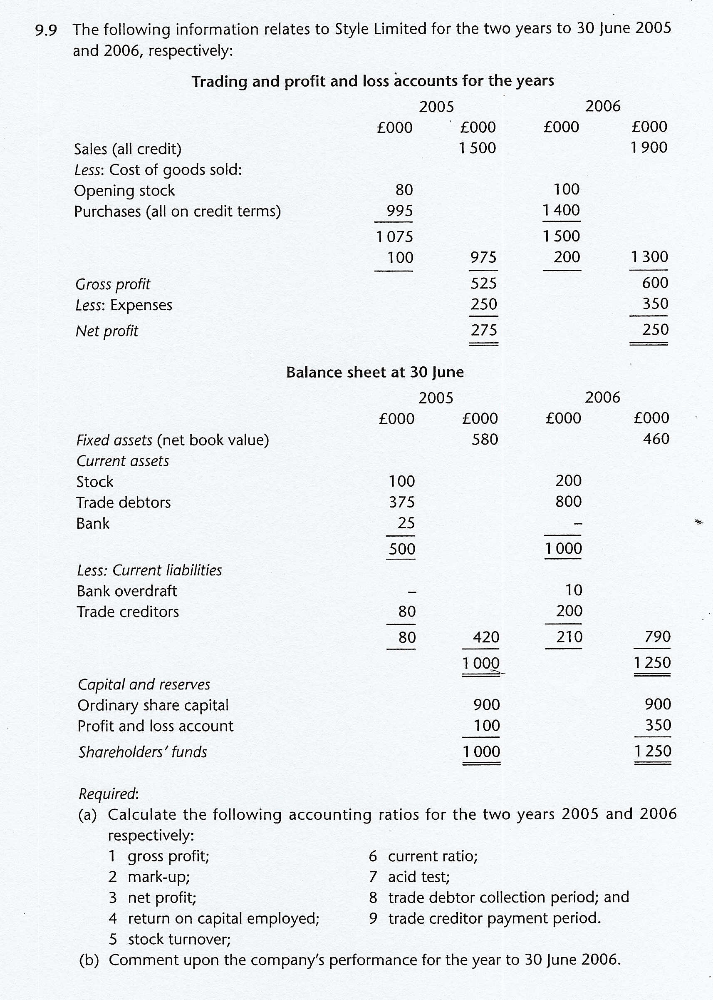 9.9 The following information relates to Style Limited for the two years to 30 June 2005
and 2006, respectively:
Trading and profit and loss accounts for the years
2005 2006
£000 £000 £000 £000
Sales (all credit) 1 500 1 900
Less: Cost of goods sold:
Opening stock 80 100
Purchases (all on credit terms) 995 1 400
1 075 1 500
100 975 200 1 300
Gross profit 525 600
Less: Expenses 250 350
Net profit 275 250
Balance sheet at 30 June
2005 2006
£000 £000 £000 £000
Fixed assets (net book value) 580 460
Current assets
Stock 100 200
Trade debtors 375 800
Bank 25 –
500 1 000
Less: Current liabilities
Bank overdraft – 10
Trade creditors 80 200
80 420 210 790
1 000 1 250
Capital and reserves
Ordinary share capital 900 900
Profit and loss account 100 350
Shareholders' funds 1 000 1 250
Required:
(a) Calculate the following accounting ratios for the two years 2005 and 2006
respectively:
1 gross profit; 6 current ratio;
2 mark-up; 7 acid test;
3 net profit; 8 trade debtor collection period; and
4 return on capital employed; 9 trade creditor payment period.
5 stock turnover;
(b) Comment upon the company's performance for the year to 30 June 2006.